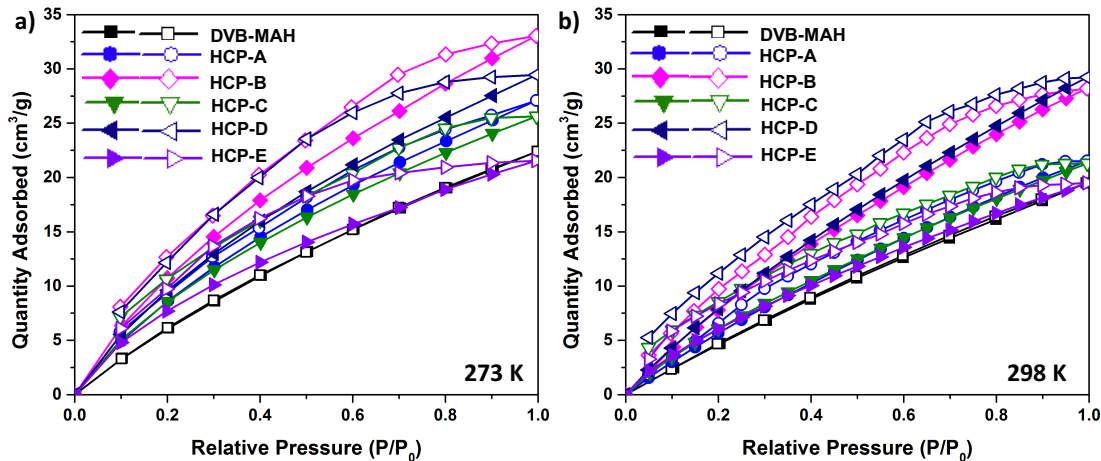 a)
35
30
25
20
15
10
5
0
Quantity Adsorbed (cm³/g)
DVB-MAH
HCP-A
HCP-B
HCP-C
HCP-D
HCP-E
273 K
0.0 0.2 0.4 0.6 0.8 1.0
Relative Pressure (P/P₀)
b)
35
30
25
20
15
10
5
0
Quantity Adsorbed (cm³/g)
DVB-MAH
HCP-A
HCP-B
HCP-C
HCP-D
HCP-E
298 K
0.0 0.2 0.4 0.6 0.8 1.0
Relative Pressure (P/P₀)